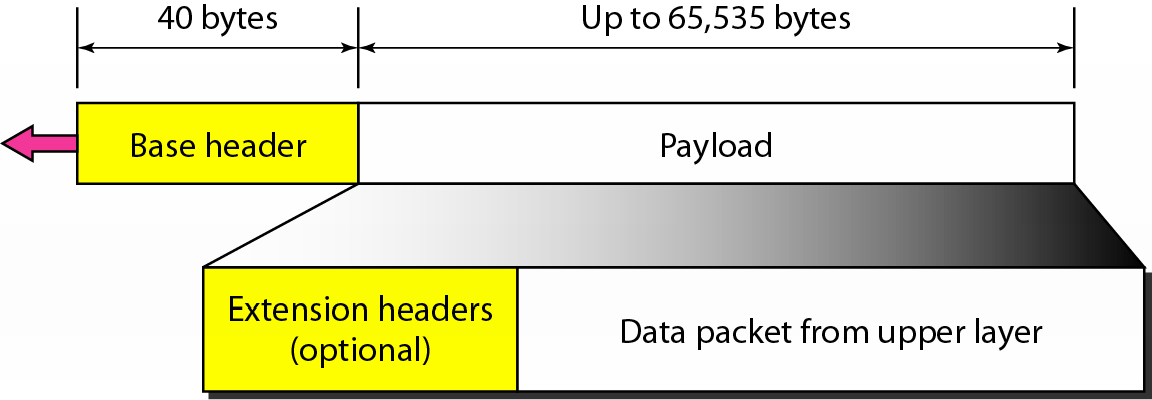 40 bytes
Up to 65,535 bytes
Base header
Payload
Extension headers
(optional)
Data packet from upper layer